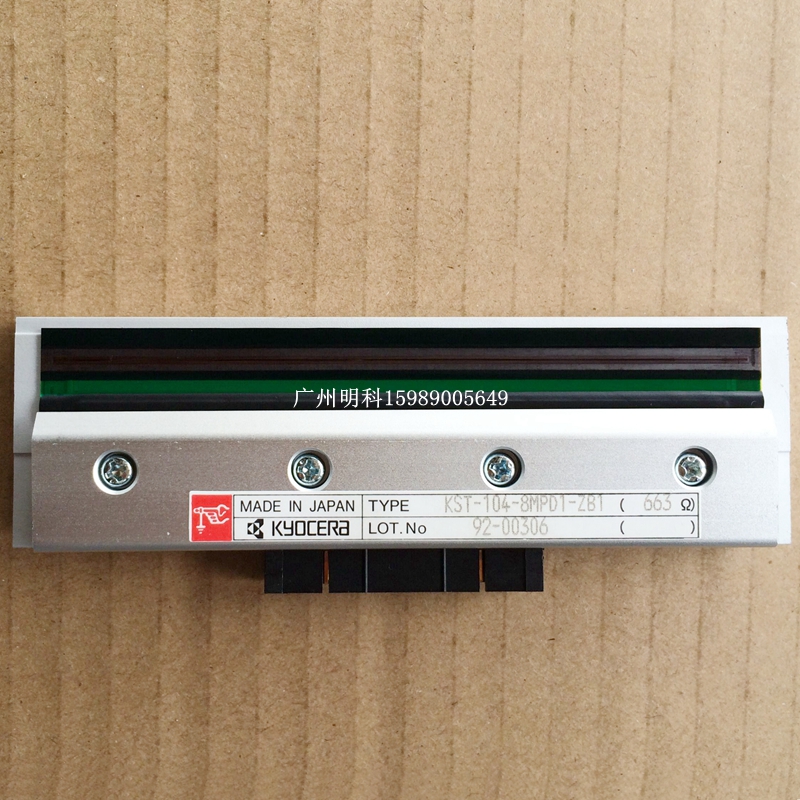 广州明科15989005649
MADE IN JAPAN TYPE KST-104-8MPD1-ZB1 ( 663 Ω)
KYOCERA LOT.No 92-00306 ( )